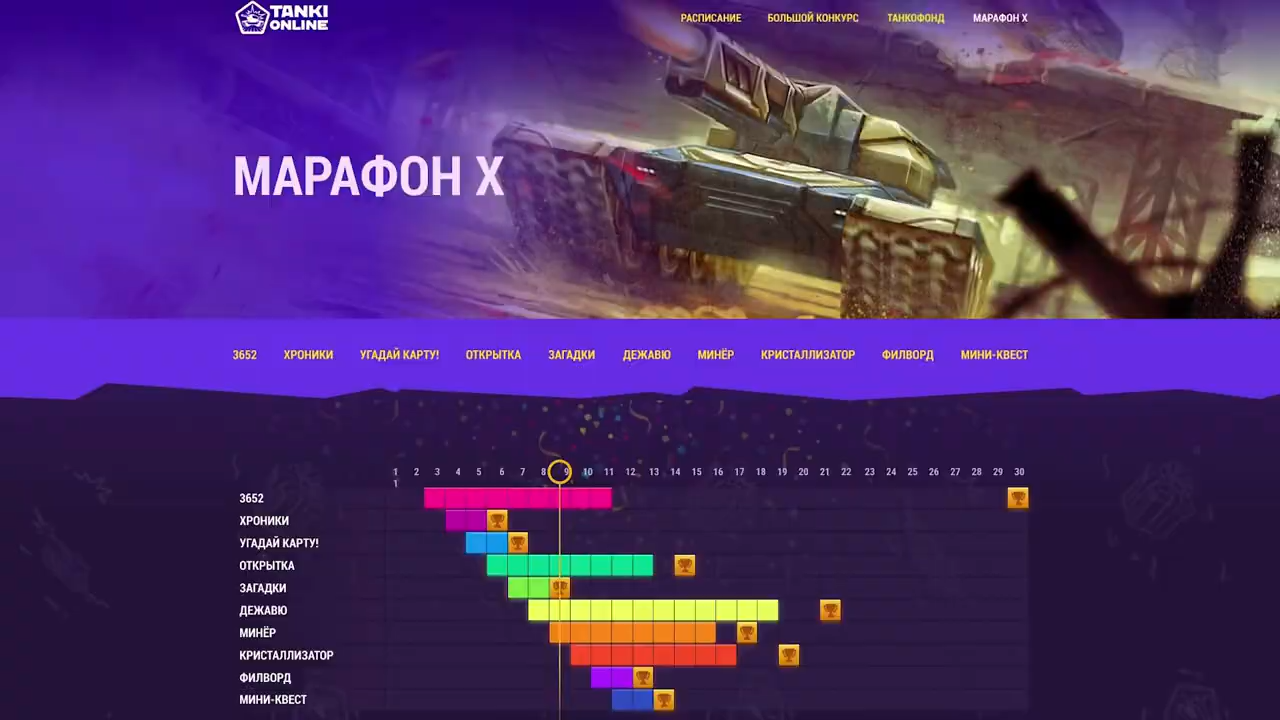 TANKI
ONLINE
РАСПИСАНИЕ БОЛЬШОЙ КОНКУРС ТАНКОФОНД МАРАФОН X
МАРАФОН X
3652 ХРОНИКИ УГАДАЙ КАРТУ! ОТКРЫТКА ЗАГАДКИ ДЕЖАВЮ МИНЁР КРИСТАЛЛИЗАТОР ФИЛВОРД МИНИ-КВЕСТ
1 2 3 4 5 6 7 8 9 10 11 12 13 14 15 16 17 18 19 20 21 22 23 24 25 26 27 28 29 30
1
3652
ХРОНИКИ
УГАДАЙ КАРТУ!
ОТКРЫТКА
ЗАГАДКИ
ДЕЖАВЮ
МИНЁР
КРИСТАЛЛИЗАТОР
ФИЛВОРД
МИНИ-КВЕСТ